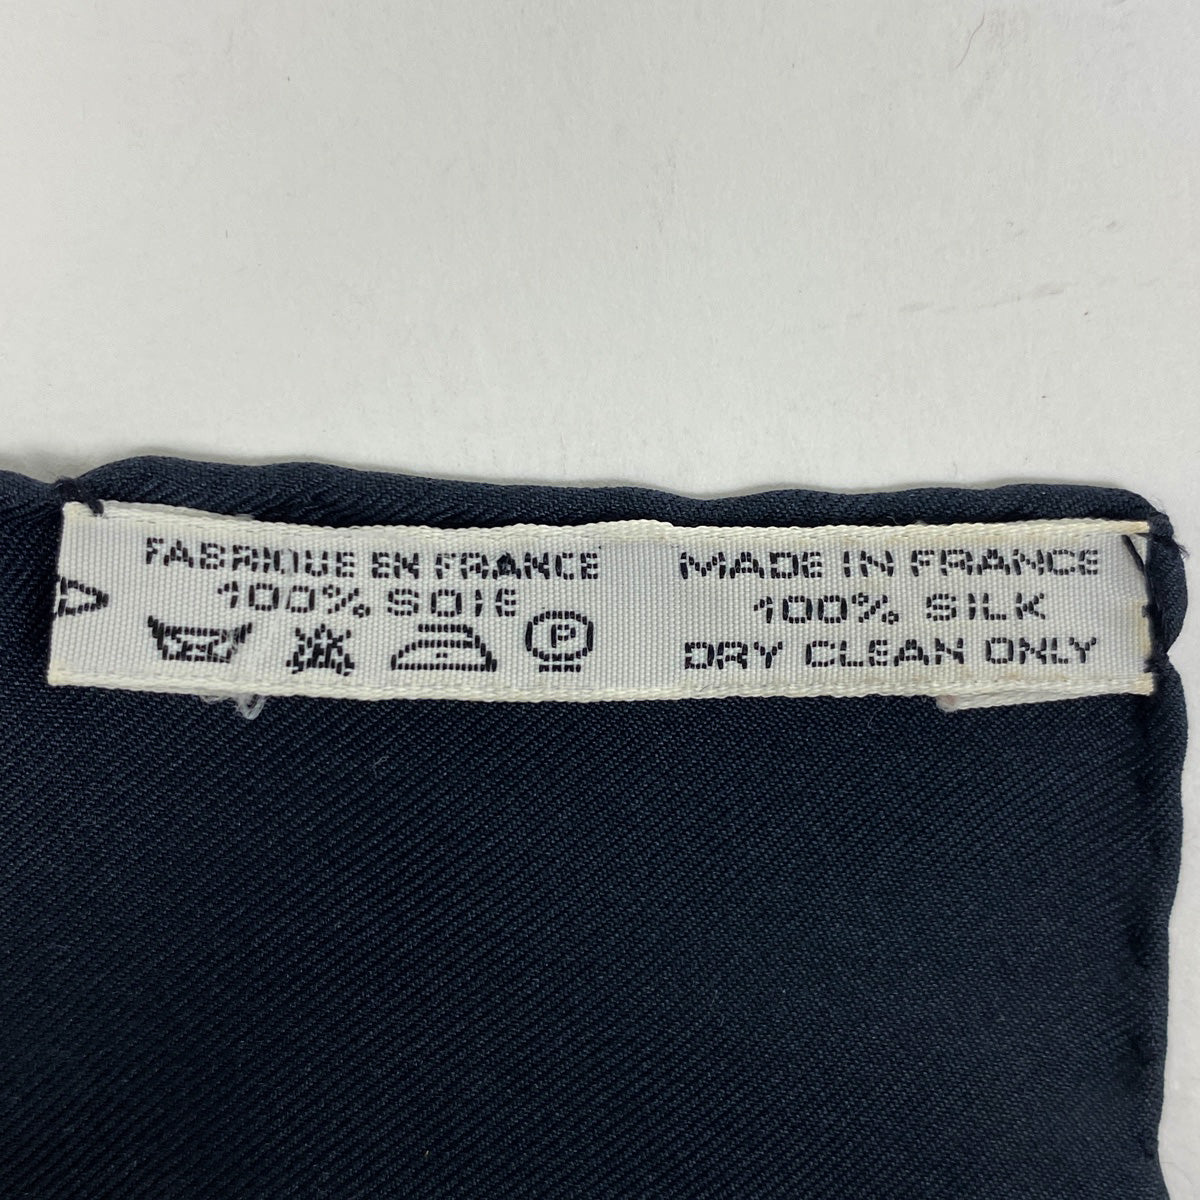 FABRIQUE EN FRANCE
100% SOIE
P
MADE IN FRANCE
100% SILK
DRY CLEAN ONLY